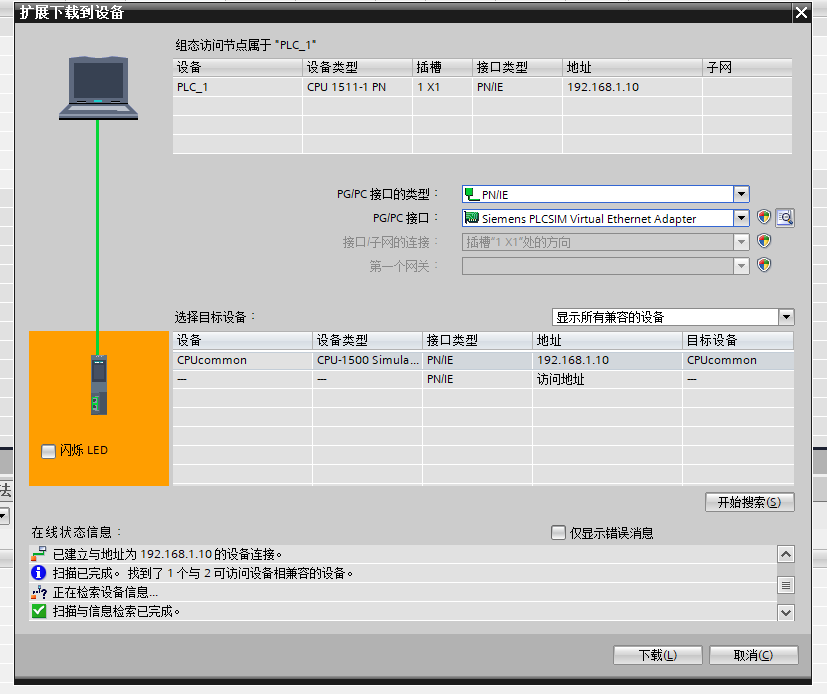 扩展下载到设备
组态访问节点属于 "PLC_1"
设备 设备类型 插槽 接口类型 地址 子网
PLC_1 CPU 1511-1 PN 1 X1 PN/IE 192.168.1.10
PG/PC 接口的类型： PN/IE
PG/PC 接口： Siemens PLCSIM Virtual Ethernet Adapter
接口/子网的连接： 插槽"1 X1"处的方向
第一个网关：
选择目标设备： 显示所有兼容的设备
设备 设备类型 接口类型 地址 目标设备
CPUcommon CPU-1500 Simula... PN/IE 192.168.1.10 CPUcommon
--- --- PN/IE 访问地址 ---
闪烁 LED
法
开始搜索(S)
在线状态信息： 仅显示错误消息
已建立与地址为 192.168.1.10 的设备连接。
扫描已完成。 找到了 1 个与 2 可访问设备相兼容的设备。
正在检索设备信息...
扫描与信息检索已完成。
下载(L) 取消(C)